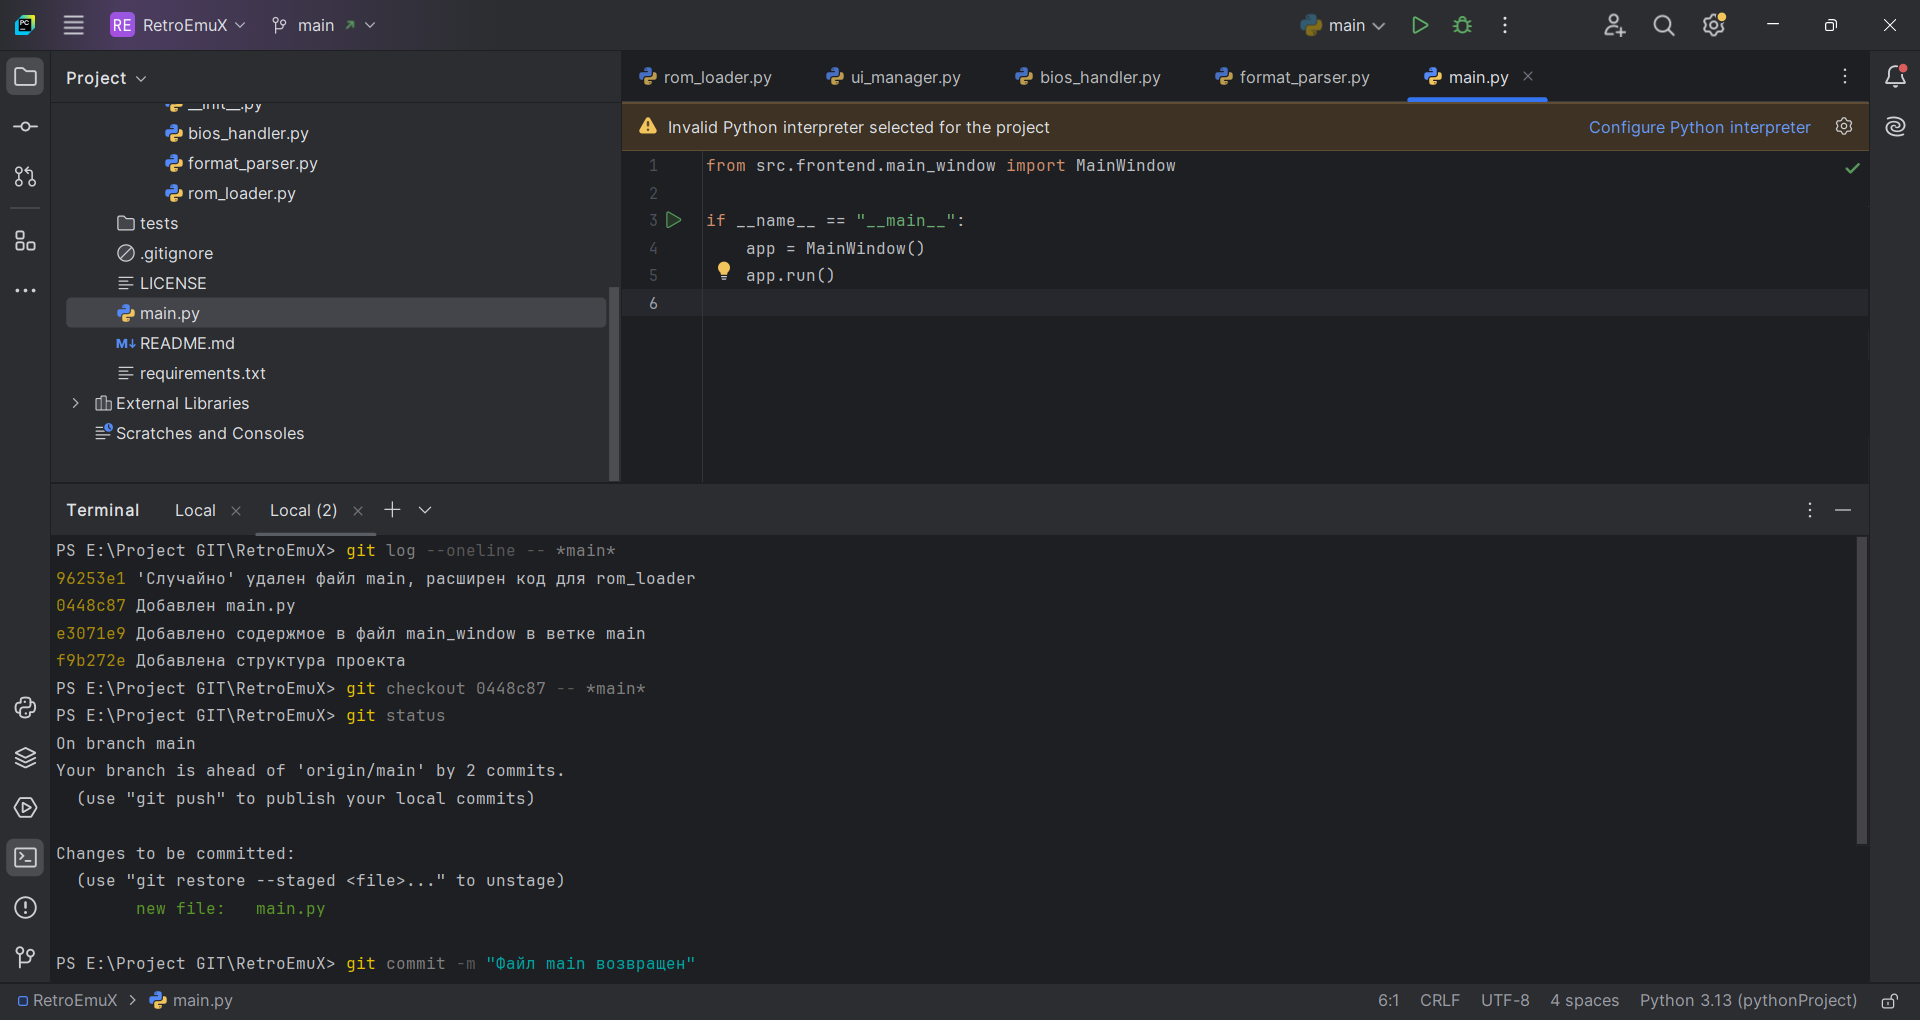 RE RetroEmuX main
main
Project
__init__.py
bios_handler.py
format_parser.py
rom_loader.py
tests
.gitignore
LICENSE
main.py
README.md
requirements.txt
External Libraries
Scratches and Consoles
rom_loader.py ui_manager.py bios_handler.py format_parser.py main.py
Invalid Python interpreter selected for the project Configure Python interpreter
1 from src.frontend.main_window import MainWindow
2
3 if __name__ == "__main__":
4 app = MainWindow()
5 app.run()
6
Terminal Local Local (2)
PS E:\Project GIT\RetroEmuX> git log --oneline -- *main*
96253e1 'Случайно' удален файл main, расширен код для rom_loader
0448c87 Добавлен main.py
e3071e9 Добавлено содержмое в файл main_window в ветке main
f9b272e Добавлена структура проекта
PS E:\Project GIT\RetroEmuX> git checkout 0448c87 -- *main*
PS E:\Project GIT\RetroEmuX> git status
On branch main
Your branch is ahead of 'origin/main' by 2 commits.
(use "git push" to publish your local commits)
Changes to be committed:
(use "git restore --staged <file>..." to unstage)
new file: main.py
PS E:\Project GIT\RetroEmuX> git commit -m "Файл main возвращен"
RetroEmuX > main.py
6:1 CRLF UTF-8 4 spaces Python 3.13 (pythonProject)